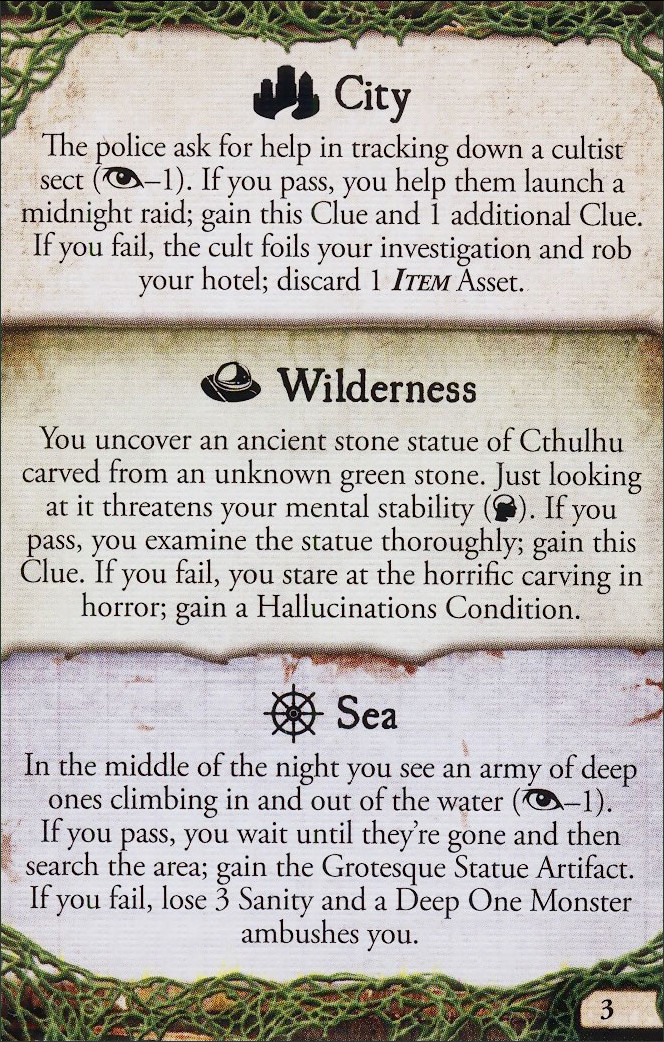 City
The police ask for help in tracking down a cultist
sect (–1). If you pass, you help them launch a
midnight raid; gain this Clue and 1 additional Clue.
If you fail, the cult foils your investigation and rob
your hotel; discard 1 ITEM Asset.
Wilderness
You uncover an ancient stone statue of Cthulhu
carved from an unknown green stone. Just looking
at it threatens your mental stability (). If you
pass, you examine the statue thoroughly; gain this
Clue. If you fail, you stare at the horrific carving in
horror; gain a Hallucinations Condition.
Sea
In the middle of the night you see an army of deep
ones climbing in and out of the water (–1).
If you pass, you wait until they’re gone and then
search the area; gain the Grotesque Statue Artifact.
If you fail, lose 3 Sanity and a Deep One Monster
ambushes you.
3